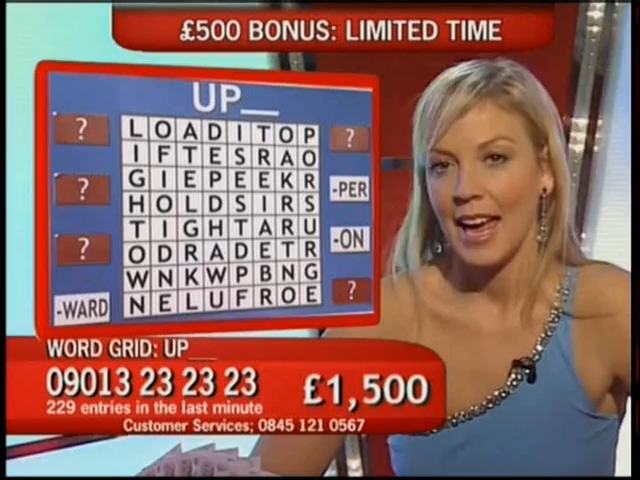 £500 BONUS: LIMITED TIME
UP__
? LOADITOP ?
IFTESRAO
? GIEPEEKR -PER
HOLDSIRS
? TIGHTARU -ON
ODRADETR
-WARD WNKWPBNG ?
NELUFROE
WORD GRID: UP___
09013 23 23 23 £1,500
229 entries in the last minute
Customer Services; 0845 121 0567